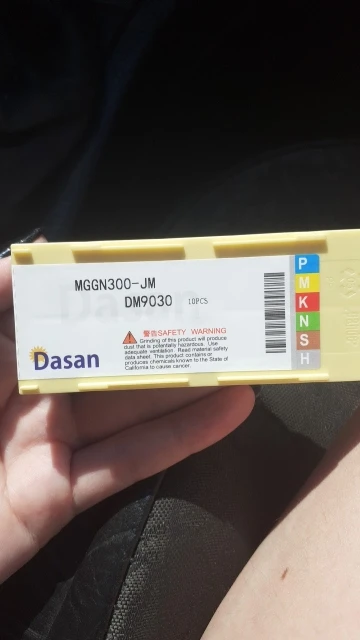 MGGN300-JM
DM9030 10PCS
警告SAFETY WARNING
Grinding of this product will produce
dust that is potentially hazardous. Use
adequate ventilation. Read material safety
data sheet. This product contains or
produces chemicals known to the State of
California to cause cancer.
Dasan
P
M
K
N
S
H